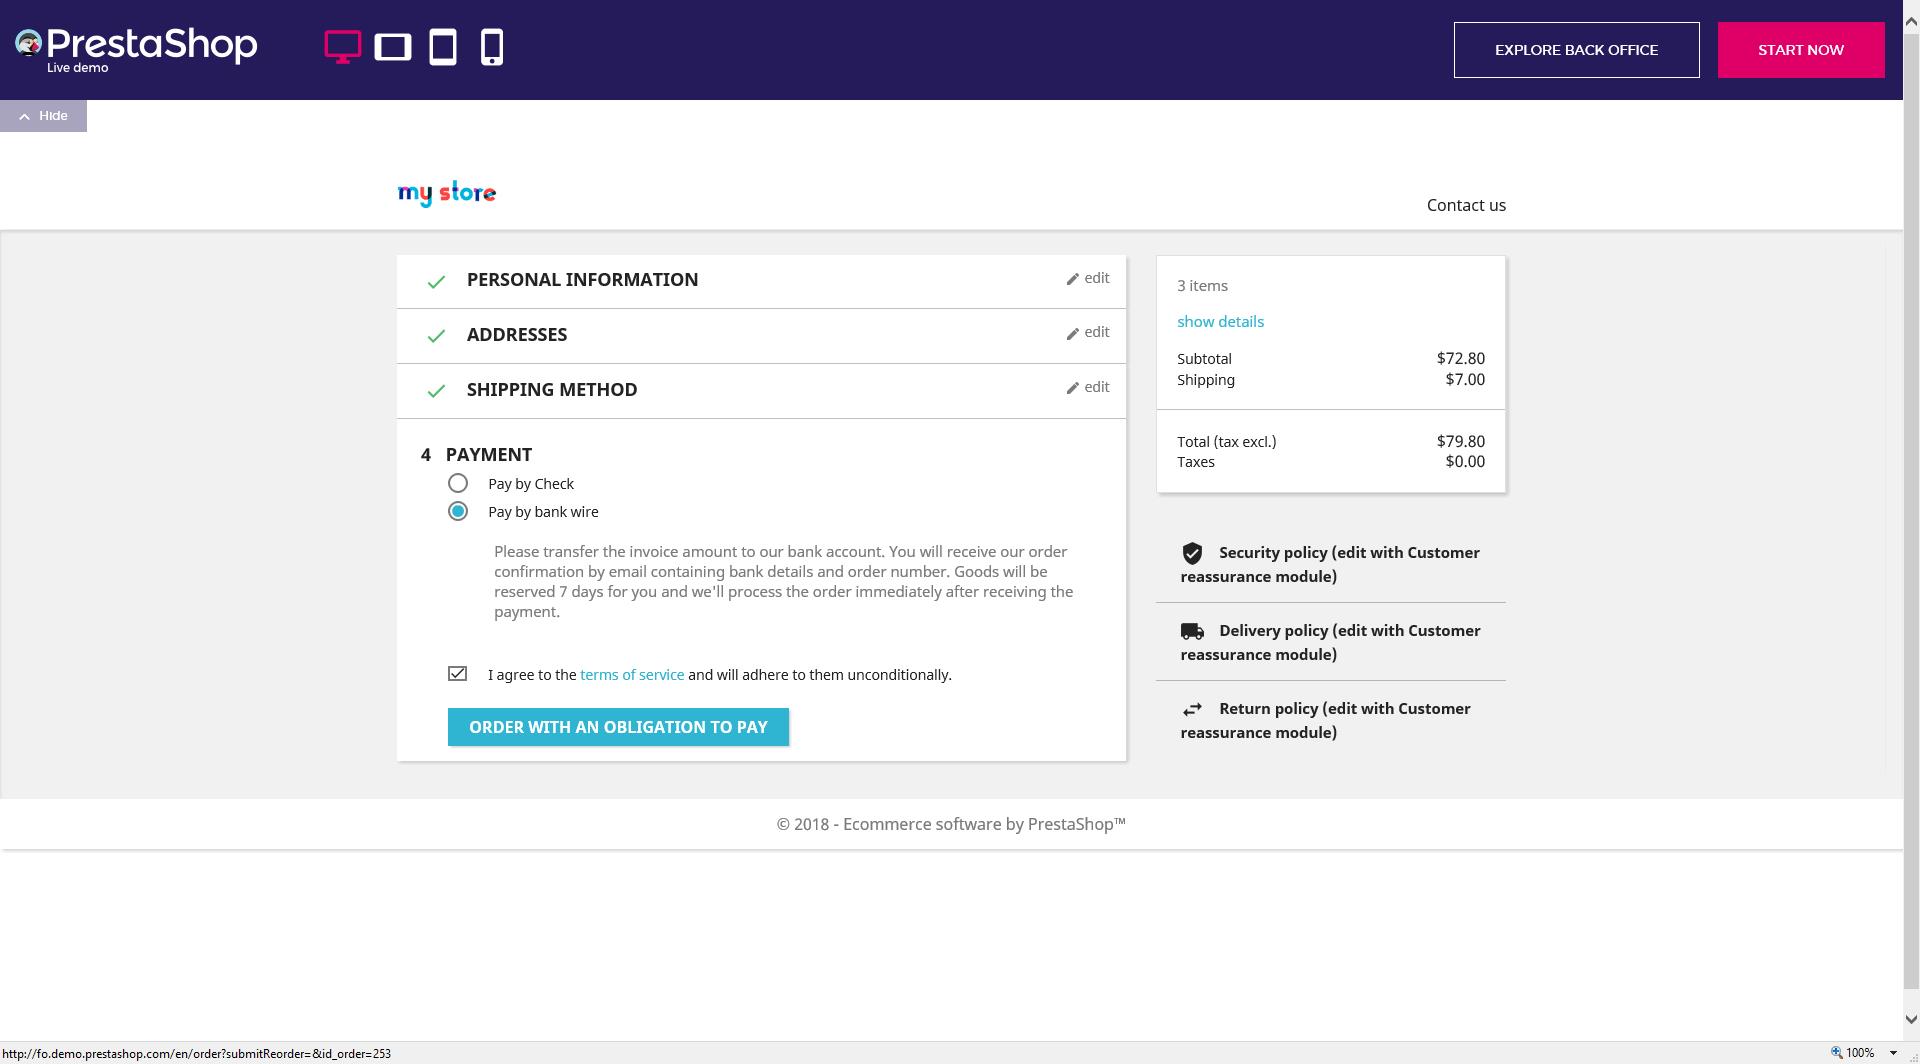 PrestaShop
Live demo
EXPLORE BACK OFFICE
START NOW
Hide
my store
Contact us
PERSONAL INFORMATION
edit
ADDRESSES
edit
SHIPPING METHOD
edit
4 PAYMENT
Pay by Check
Pay by bank wire
Please transfer the invoice amount to our bank account. You will receive our order
confirmation by email containing bank details and order number. Goods will be
reserved 7 days for you and we'll process the order immediately after receiving the
payment.
I agree to the terms of service and will adhere to them unconditionally.
ORDER WITH AN OBLIGATION TO PAY
3 items
show details
Subtotal $72.80
Shipping $7.00
Total (tax excl.) $79.80
Taxes $0.00
Security policy (edit with Customer
reassurance module)
Delivery policy (edit with Customer
reassurance module)
Return policy (edit with Customer
reassurance module)
© 2018 - Ecommerce software by PrestaShop™
http://fo.demo.prestashop.com/en/order?submitReorder=&id_order=253
100%